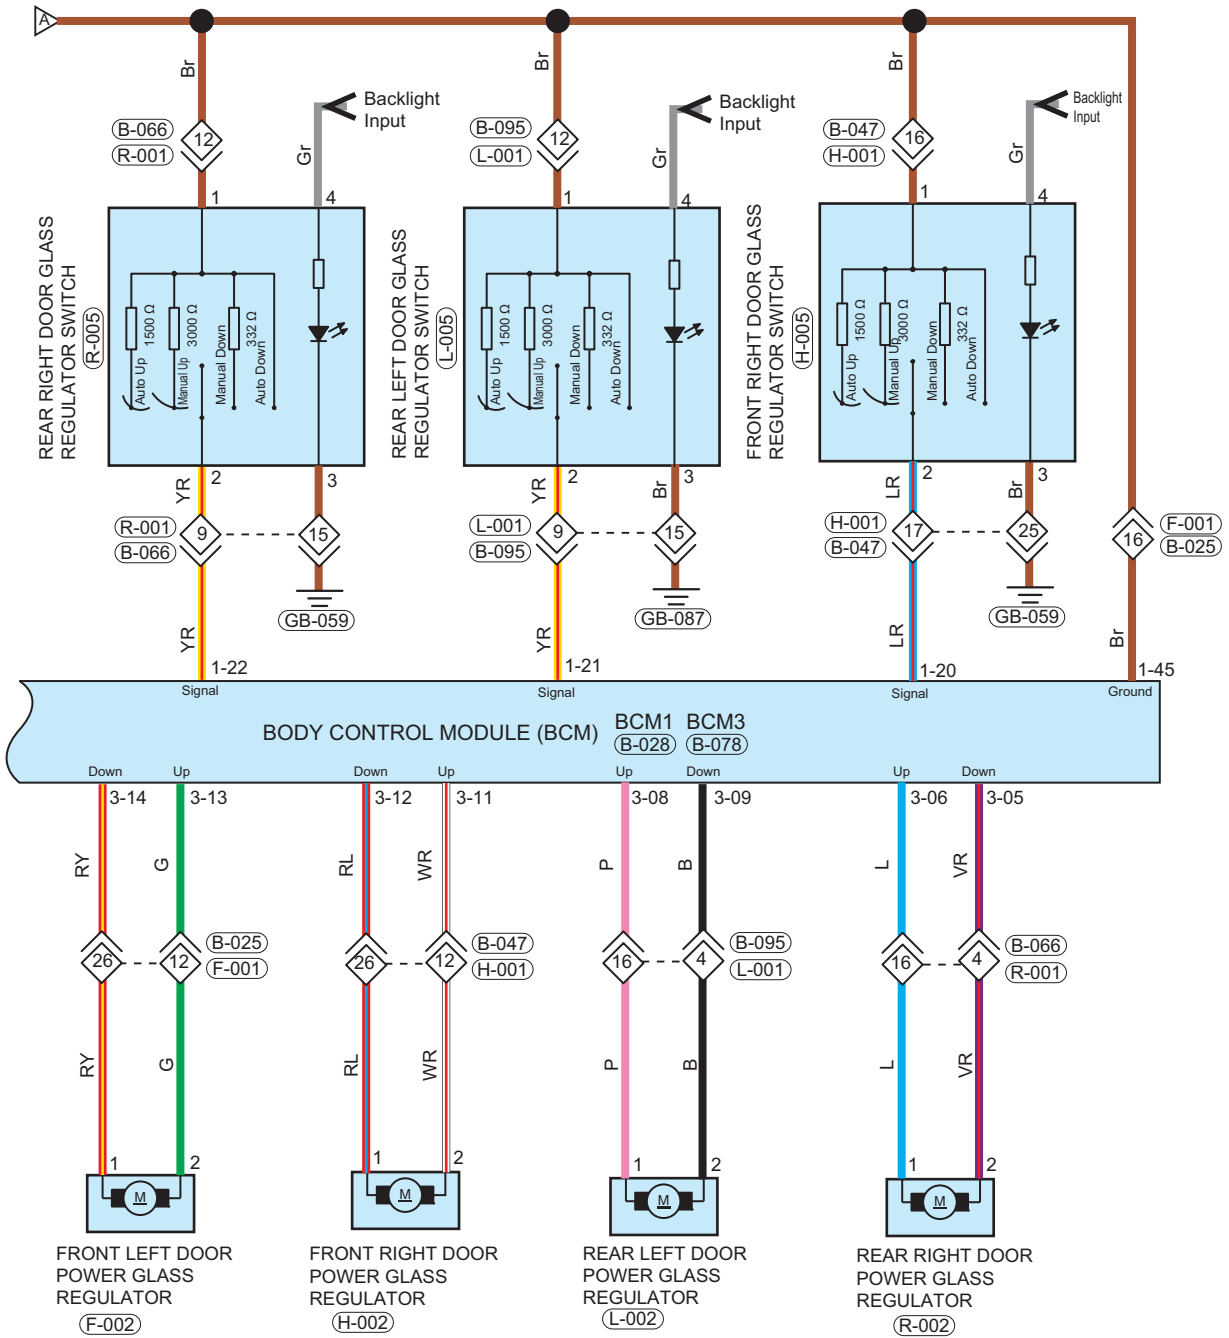 A
Br
Br
Br
Backlight
Input
Backlight
Input
Backlight
Input
B-066
R-001
12
Gr
B-095
L-001
12
Gr
B-047
H-001
16
Gr
1
4
1
4
1
4
REAR RIGHT DOOR GLASS
REGULATOR SWITCH
R-005
1500 Ω
3000 Ω
332 Ω
Auto Up
Manual Up
Manual Down
Auto Down
REAR LEFT DOOR GLASS
REGULATOR SWITCH
L-005
1500 Ω
3000 Ω
332 Ω
Auto Up
Manual Up
Manual Down
Auto Down
FRONT RIGHT DOOR GLASS
REGULATOR SWITCH
H-005
1500 Ω
3000 Ω
332 Ω
Auto Up
Manual Up
Manual Down
Auto Down
YR
2
3
YR
2
Br
3
LR
2
Br
3
R-001
B-066
9
15
L-001
B-095
9
15
H-001
B-047
17
25
16
F-001
B-025
GB-059
GB-087
GB-059
YR
YR
LR
Br
1-22
1-21
1-20
1-45
Signal
Signal
Signal
Ground
BODY CONTROL MODULE (BCM)
BCM1
B-028
BCM3
B-078
Down
Up
Down
Up
Up
Down
Up
Down
3-14
3-13
3-12
3-11
3-08
3-09
3-06
3-05
RY
G
RL
WR
P
B
L
VR
26
12
B-025
F-001
26
12
B-047
H-001
16
4
B-095
L-001
16
4
B-066
R-001
RY
G
RL
WR
P
B
L
VR
1
2
1
2
1
2
1
2
M
M
M
M
FRONT LEFT DOOR
POWER GLASS
REGULATOR
F-002
FRONT RIGHT DOOR
POWER GLASS
REGULATOR
H-002
REAR LEFT DOOR
POWER GLASS
REGULATOR
L-002
REAR RIGHT DOOR
POWER GLASS
REGULATOR
R-002